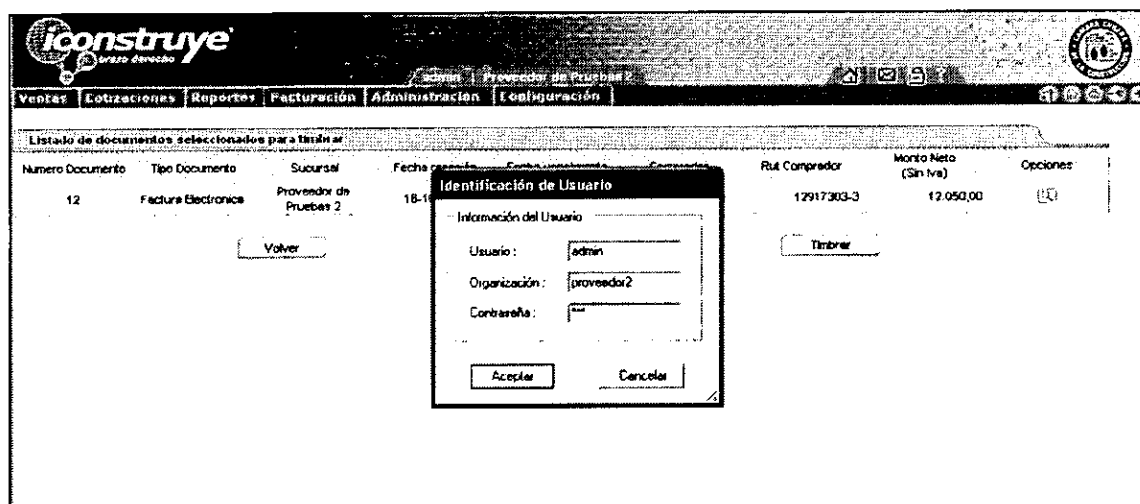 iconstruye
brazo derecho
admin | Proveedor de Pruebas 2
Ventas Cotizaciones Reportes Facturación Administración Configuración
Listado de documentos seleccionados para timbrar
Numero Documento Tipo Documento Sucursal Fecha Rut Comprador Monto Neto (Sin Iva) Opciones
12 Factura Electronica Proveedor de Pruebas 2 12917303-3 12.050,00
Volver Timbrar
Identificación de Usuario
Información del Usuario
Usuario : admin
Organización : proveedor2
Contraseña :
Aceptar Cancelar